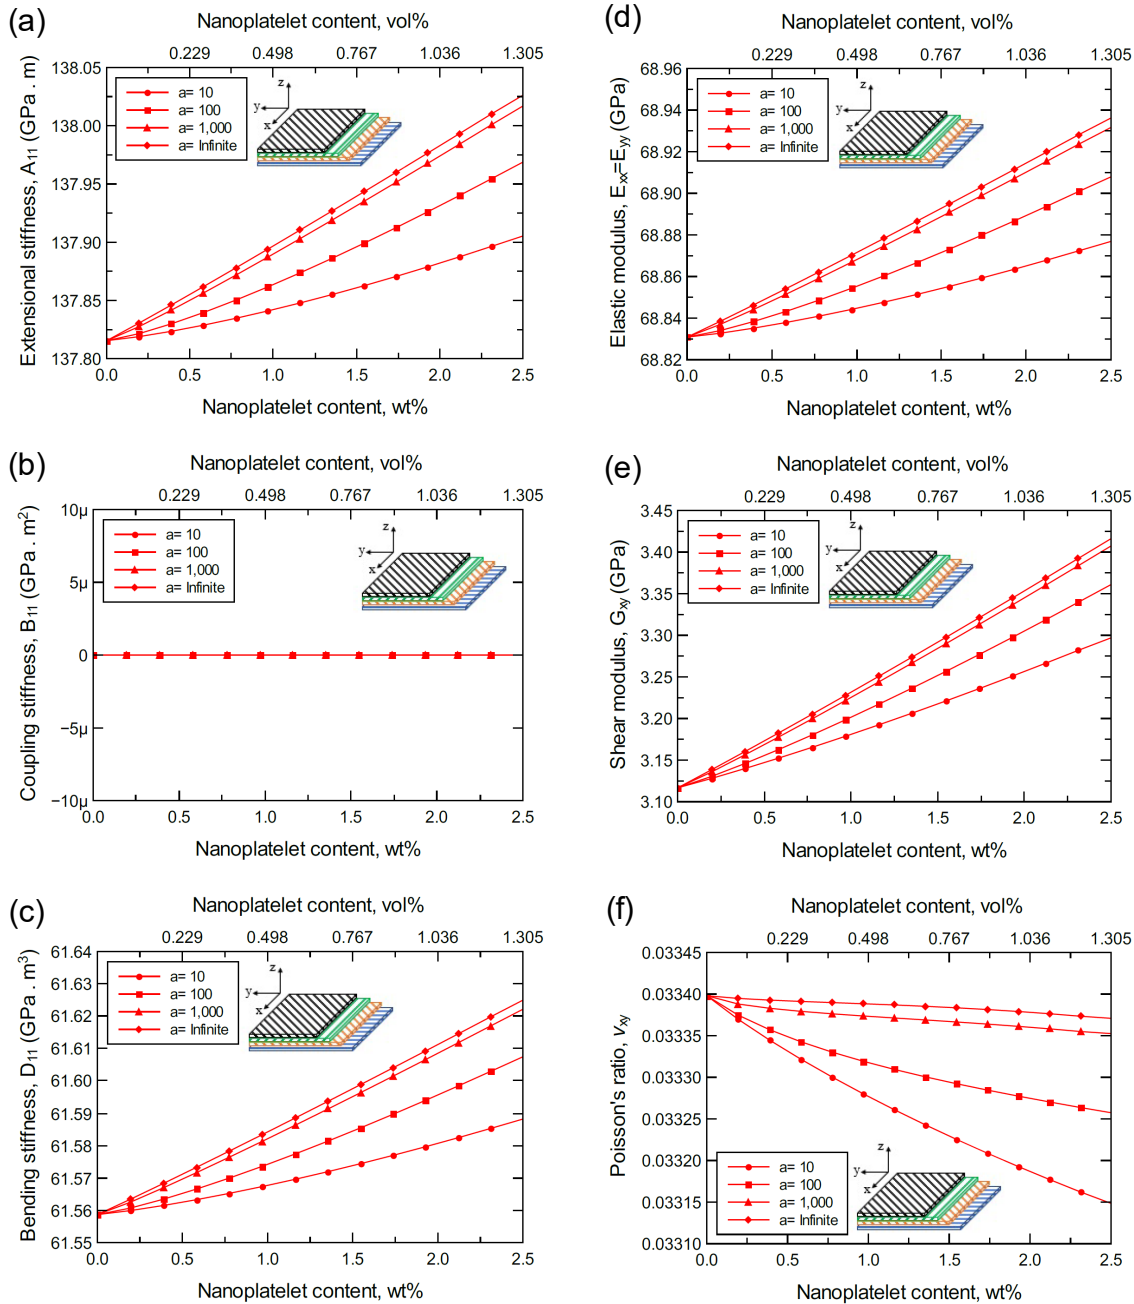 (a)
Nanoplatelet content, vol%
0.229 0.498 0.767 1.036 1.305
138.05
138.00
137.95
137.90
137.85
137.80
Extensional stiffness, A11 (GPa . m)
a= 10
a= 100
a= 1,000
a= Infinite
z
y
x
0.0 0.5 1.0 1.5 2.0 2.5
Nanoplatelet content, wt%
(b)
Nanoplatelet content, vol%
0.229 0.498 0.767 1.036 1.305
10µ
5µ
0
−5µ
−10µ
Coupling stiffness, B11 (GPa . m²)
a= 10
a= 100
a= 1,000
a= Infinite
z
y
x
0.0 0.5 1.0 1.5 2.0 2.5
Nanoplatelet content, wt%
(c)
Nanoplatelet content, vol%
0.229 0.498 0.767 1.036 1.305
61.64
61.63
61.62
61.61
61.60
61.59
61.58
61.57
61.56
61.55
Bending stiffness, D11 (GPa . m³)
a= 10
a= 100
a= 1,000
a= Infinite
z
y
x
0.0 0.5 1.0 1.5 2.0 2.5
Nanoplatelet content, wt%
(d)
Nanoplatelet content, vol%
0.229 0.498 0.767 1.036 1.305
68.96
68.94
68.92
68.90
68.88
68.86
68.84
68.82
Elastic modulus, Exx=Eyy (GPa)
a= 10
a= 100
a= 1,000
a= Infinite
z
y
x
0.0 0.5 1.0 1.5 2.0 2.5
Nanoplatelet content, wt%
(e)
Nanoplatelet content, vol%
0.229 0.498 0.767 1.036 1.305
3.45
3.40
3.30
3.20
3.10
Shear modulus, Gxy (GPa)
a= 10
a= 100
a= 1,000
a= Infinite
z
y
x
0.0 0.5 1.0 1.5 2.0 2.5
Nanoplatelet content, wt%
(f)
Nanoplatelet content, vol%
0.229 0.498 0.767 1.036 1.305
0.03345
0.03340
0.03335
0.03330
0.03325
0.03320
0.03315
0.03310
Poisson's ratio, νxy
a= 10
a= 100
a= 1,000
a= Infinite
z
y
x
0.0 0.5 1.0 1.5 2.0 2.5
Nanoplatelet content, wt%